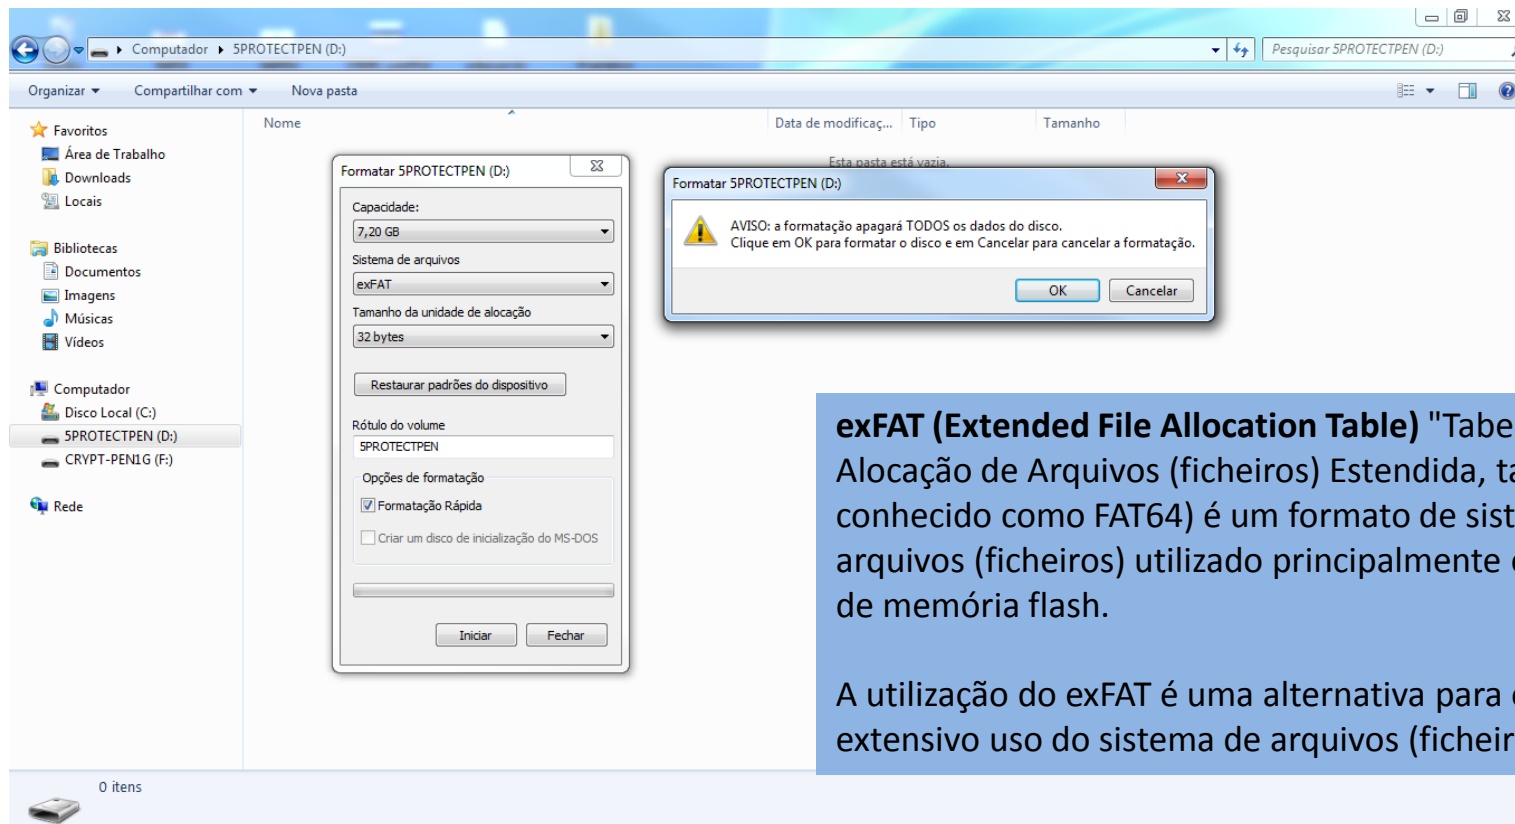 Computador ▸ 5PROTECTPEN (D:)
Pesquisar 5PROTECTPEN (D:)
Organizar
Compartilhar com
Nova pasta
Favoritos
Área de Trabalho
Downloads
Locais
Bibliotecas
Documentos
Imagens
Músicas
Vídeos
Computador
Disco Local (C:)
5PROTECTPEN (D:)
CRYPT-PEN1G (F:)
Rede
Nome
Data de modificaç...
Tipo
Tamanho
Esta pasta está vazia.
Formatar 5PROTECTPEN (D:)
Capacidade:
7,20 GB
Sistema de arquivos
exFAT
Tamanho da unidade de alocação
32 bytes
Restaurar padrões do dispositivo
Rótulo do volume
5PROTECTPEN
Opções de formatação
Formatação Rápida
Criar um disco de inicialização do MS-DOS
Iniciar
Fechar
Formatar 5PROTECTPEN (D:)
AVISO: a formatação apagará TODOS os dados do disco.
Clique em OK para formatar o disco e em Cancelar para cancelar a formatação.
OK
Cancelar
exFAT (Extended File Allocation Table) "Tabe
Alocação de Arquivos (ficheiros) Estendida, ta
conhecido como FAT64) é um formato de sist
arquivos (ficheiros) utilizado principalmente
de memória flash.
A utilização do exFAT é uma alternativa para
extensivo uso do sistema de arquivos (ficheir
0 itens